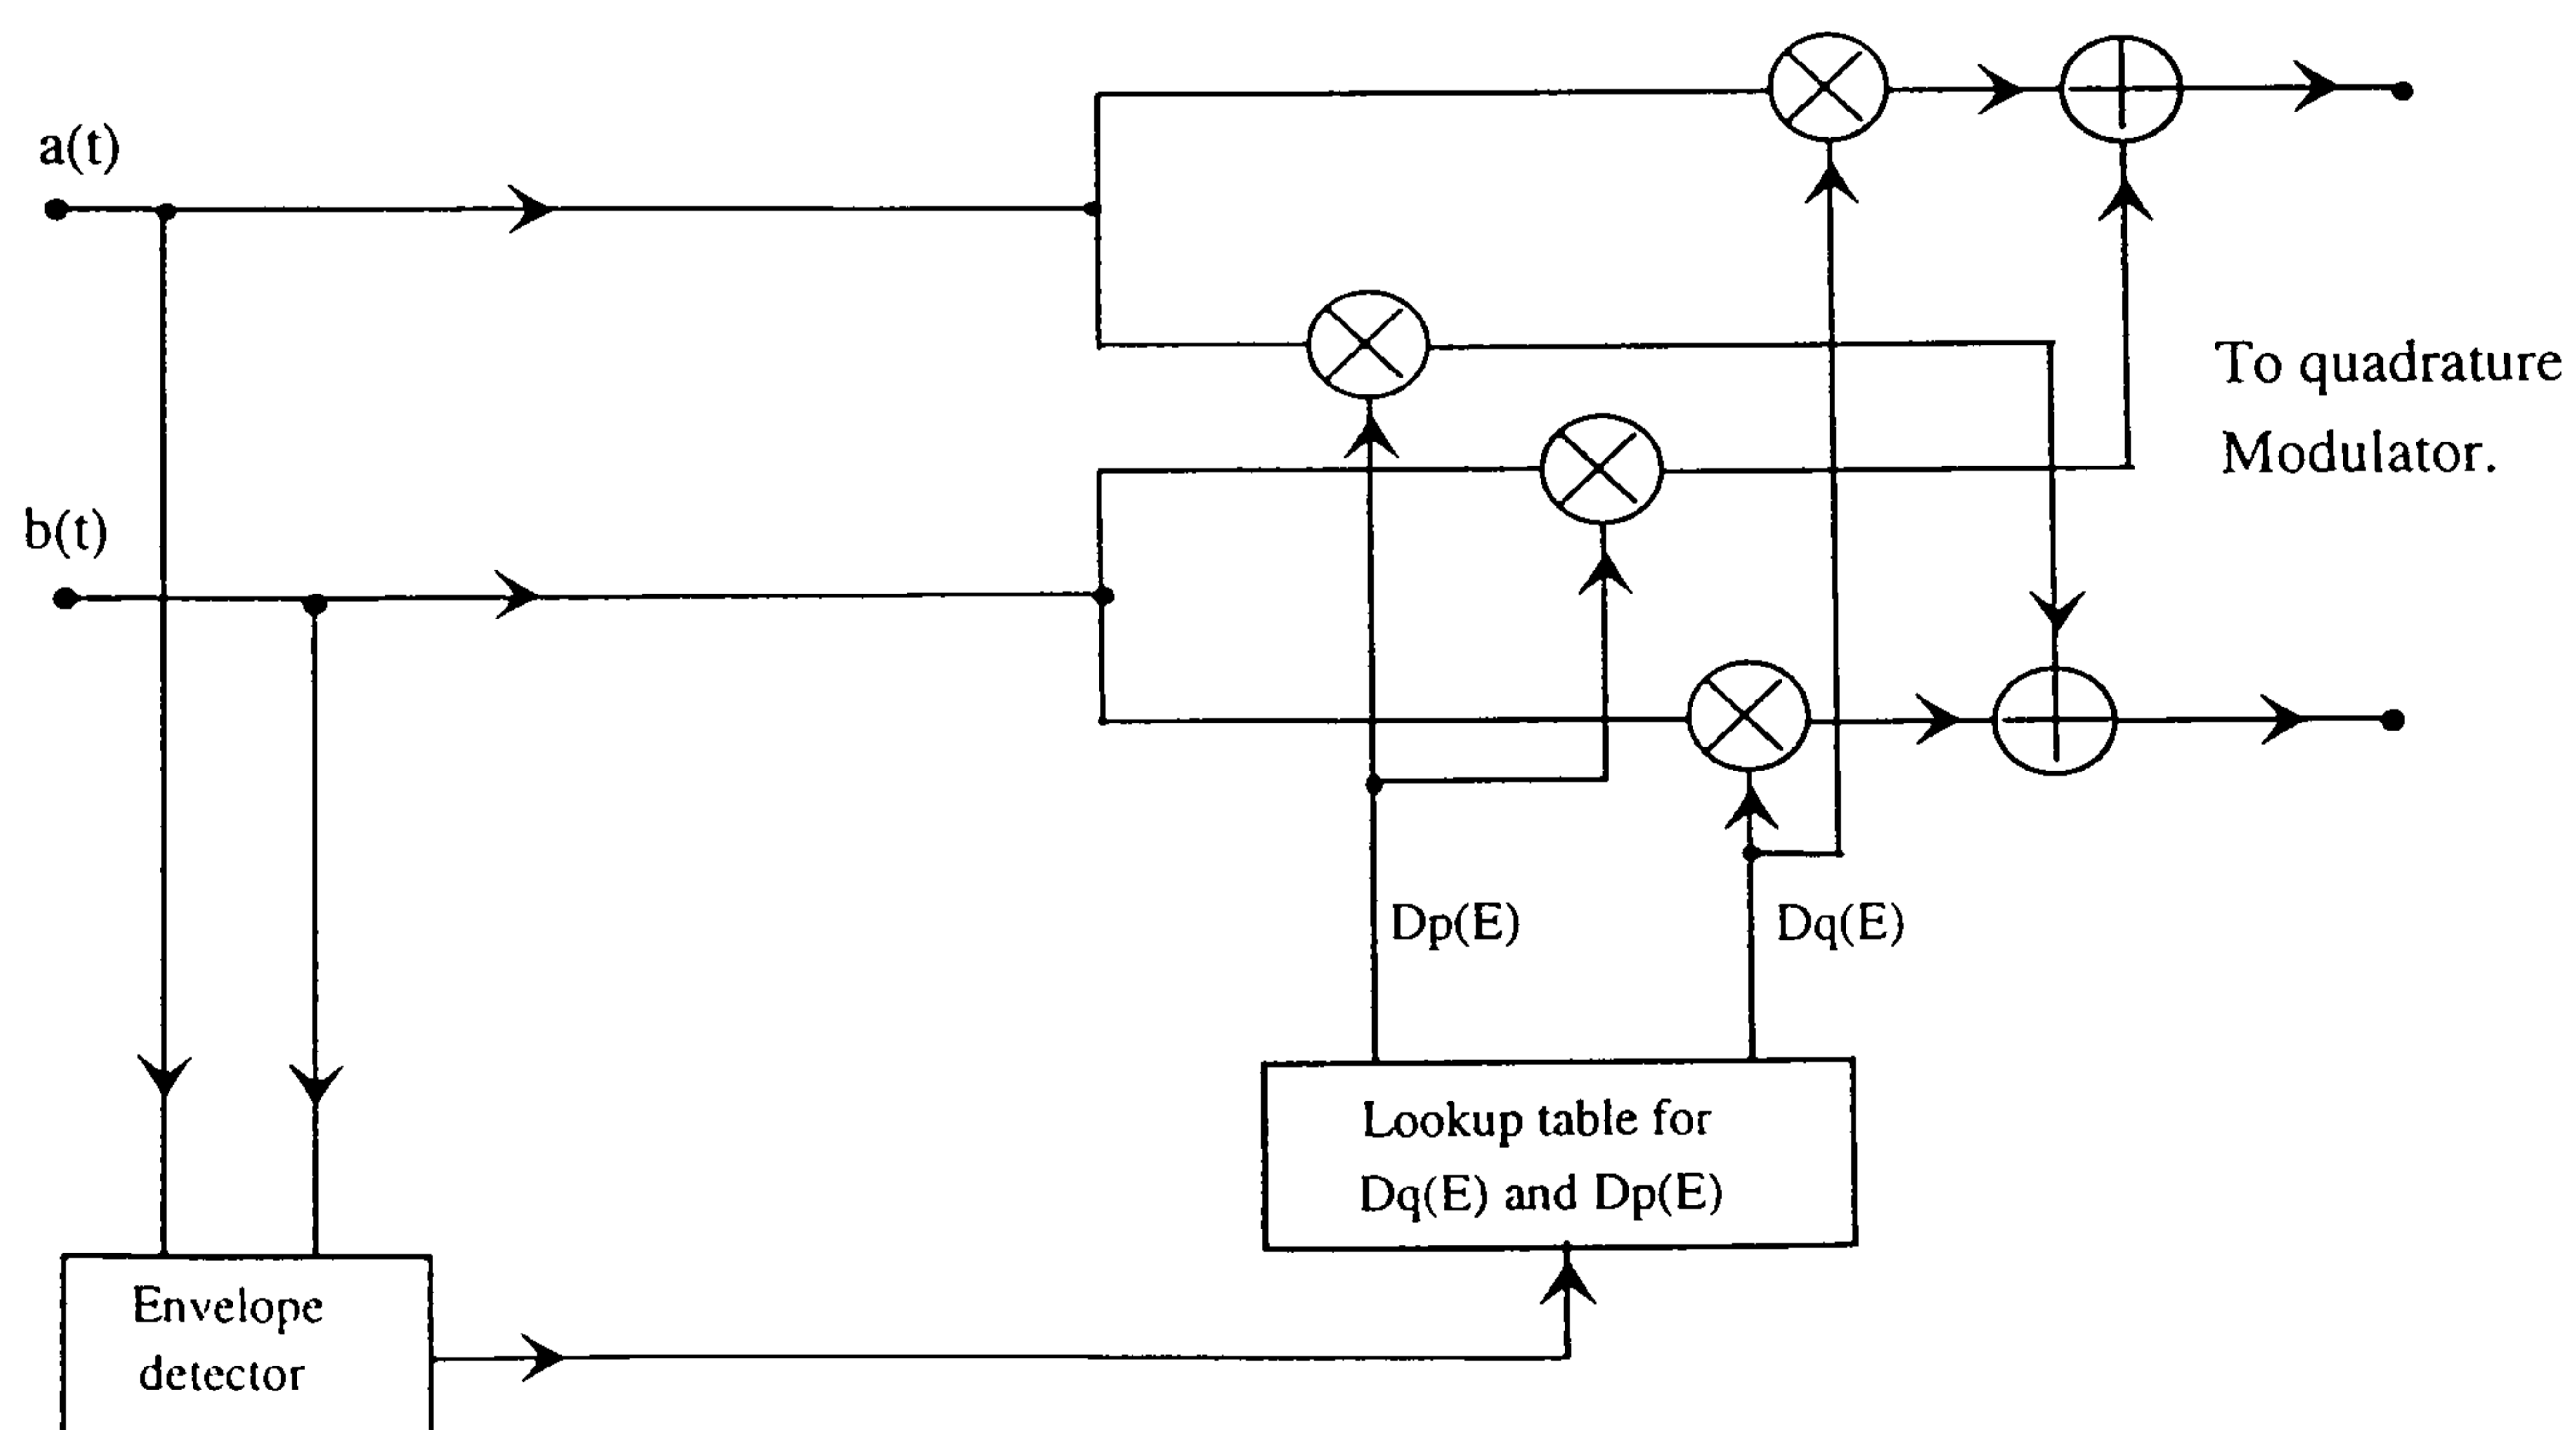 a(t)
b(t)
To quadrature
Modulator.
Dp(E)
Dq(E)
Lookup table for
Dq(E) and Dp(E)
Envelope
detector